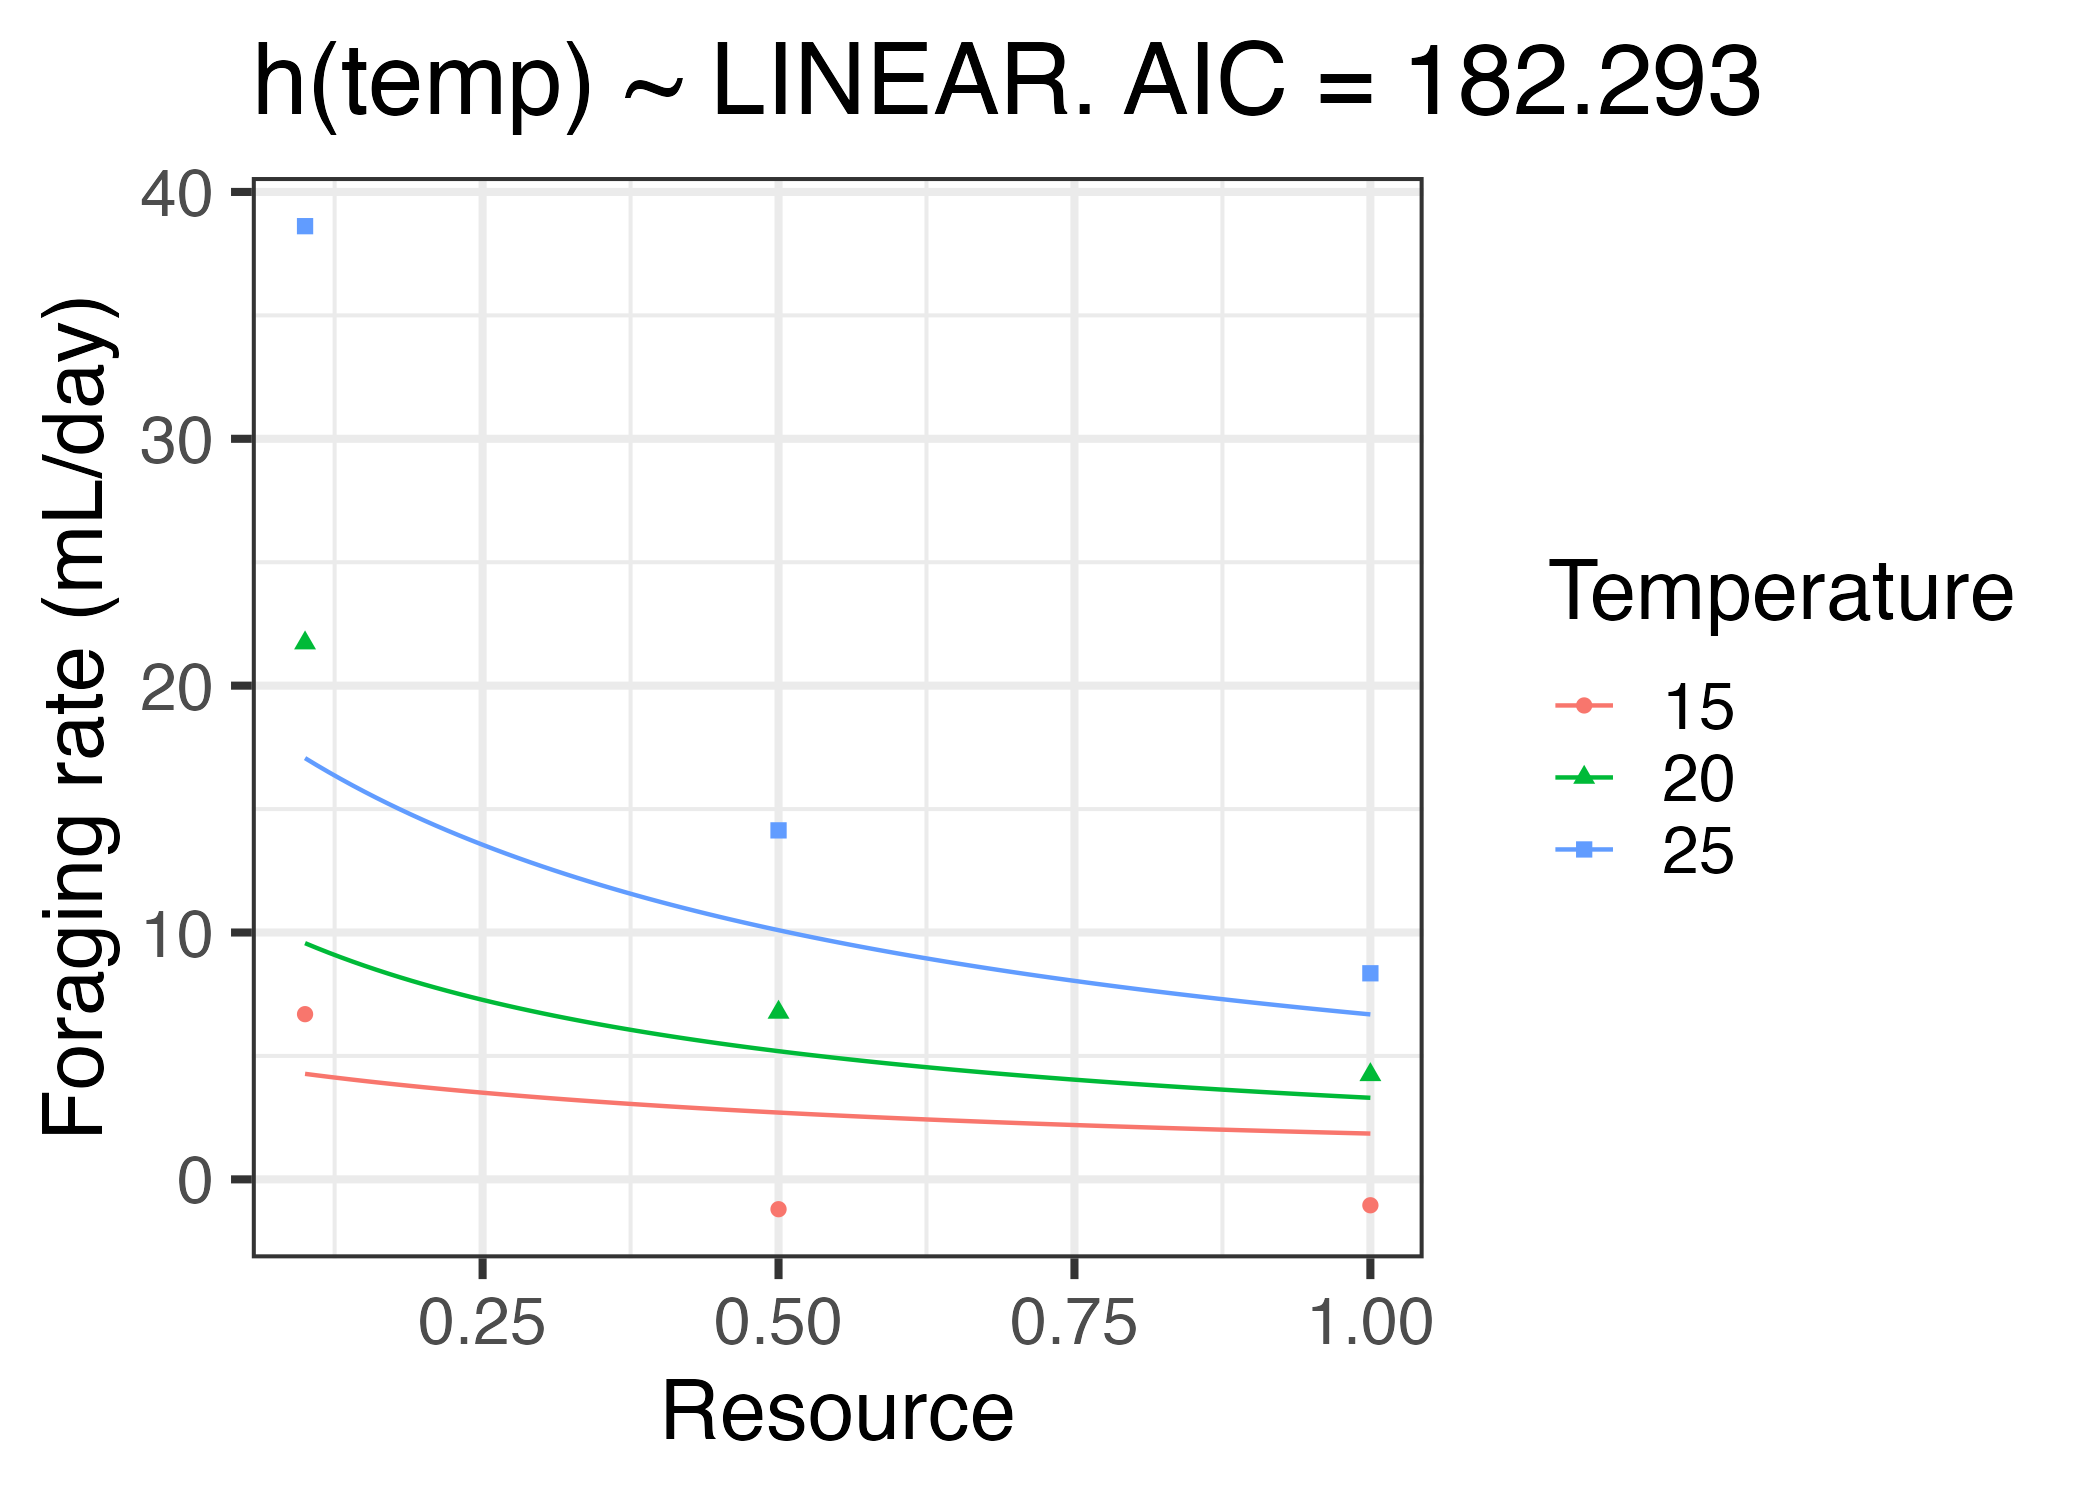 h(temp) ~ LINEAR. AIC = 182.293
40
30
20
10
0
Foraging rate (mL/day)
0.25 0.50 0.75 1.00
Resource
Temperature
15
20
25